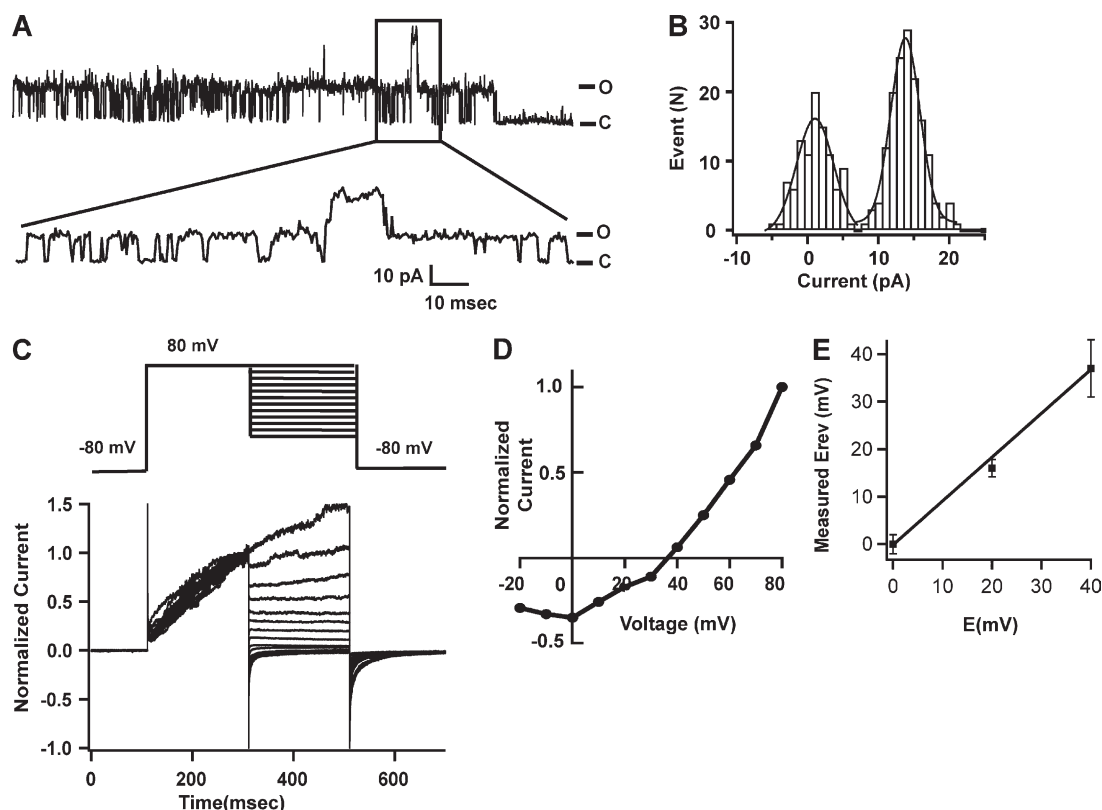 A
O
C
O
C
10 pA
10 msec
B
Event (N)
30
20
10
0
-10 0 10 20
Current (pA)
C
80 mV
-80 mV
-80 mV
Normalized Current
1.5
1.0
0.5
0.0
-0.5
-1.0
0 200 400 600
Time(msec)
D
Normalized
Current
1.0
0.5
-20 0 20 40 60 80
-0.5
Voltage (mV)
E
Measured Erev (mV)
40
30
20
10
0
0 10 20 30 40
E(mV)